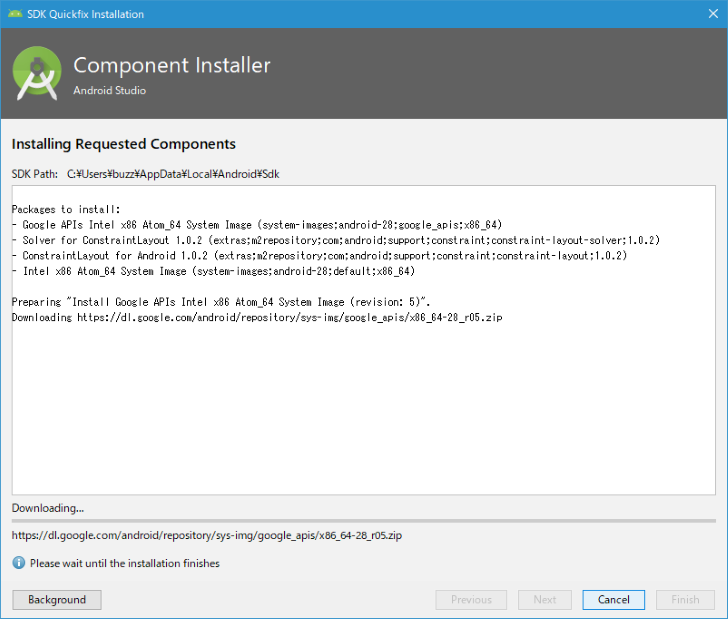 SDK Quickfix Installation
Component Installer
Android Studio
Installing Requested Components
SDK Path: C:¥Users¥buzz¥AppData¥Local¥Android¥Sdk
Packages to install:
- Google APIs Intel x86 Atom_64 System Image (system-images;android-28;google_apis;x86_64)
- Solver for ConstraintLayout 1.0.2 (extras;m2repository;com;android;support;constraint;constraint-layout-solver;1.0.2)
- ConstraintLayout for Android 1.0.2 (extras;m2repository;com;android;support;constraint;constraint-layout;1.0.2)
- Intel x86 Atom_64 System Image (system-images;android-28;default;x86_64)
Preparing "Install Google APIs Intel x86 Atom_64 System Image (revision: 5)".
Downloading https://dl.google.com/android/repository/sys-img/google_apis/x86_64-28_r05.zip
Downloading...
https://dl.google.com/android/repository/sys-img/google_apis/x86_64-28_r05.zip
Please wait until the installation finishes
Background Previous Next Cancel Finish